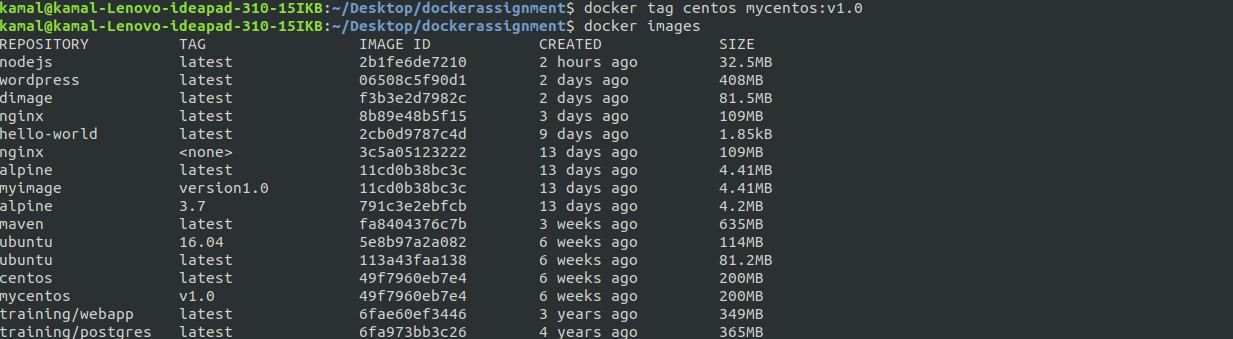 kamal@kamal-Lenovo-ideapad-310-15IKB:~/Desktop/dockerassignment$ docker tag centos mycentos:v1.0
kamal@kamal-Lenovo-ideapad-310-15IKB:~/Desktop/dockerassignment$ docker images
REPOSITORY TAG IMAGE ID CREATED SIZE
nodejs latest 2b1fe6de7210 2 hours ago 32.5MB
wordpress latest 06508c5f90d1 2 days ago 408MB
dimage latest f3b3e2d7982c 2 days ago 81.5MB
nginx latest 8b89e48b5f15 3 days ago 109MB
hello-world latest 2cb0d9787c4d 9 days ago 1.85kB
nginx <none> 3c5a05123222 13 days ago 109MB
alpine latest 11cd0b38bc3c 13 days ago 4.41MB
myimage version1.0 11cd0b38bc3c 13 days ago 4.41MB
alpine 3.7 791c3e2ebfcb 13 days ago 4.2MB
maven latest fa8404376c7b 3 weeks ago 635MB
ubuntu 16.04 5e8b97a2a082 6 weeks ago 114MB
ubuntu latest 113a43faa138 6 weeks ago 81.2MB
centos latest 49f7960eb7e4 6 weeks ago 200MB
mycentos v1.0 49f7960eb7e4 6 weeks ago 200MB
training/webapp latest 6fae60ef3446 3 years ago 349MB
training/postgres latest 6fa973bb3c26 4 years ago 365MB